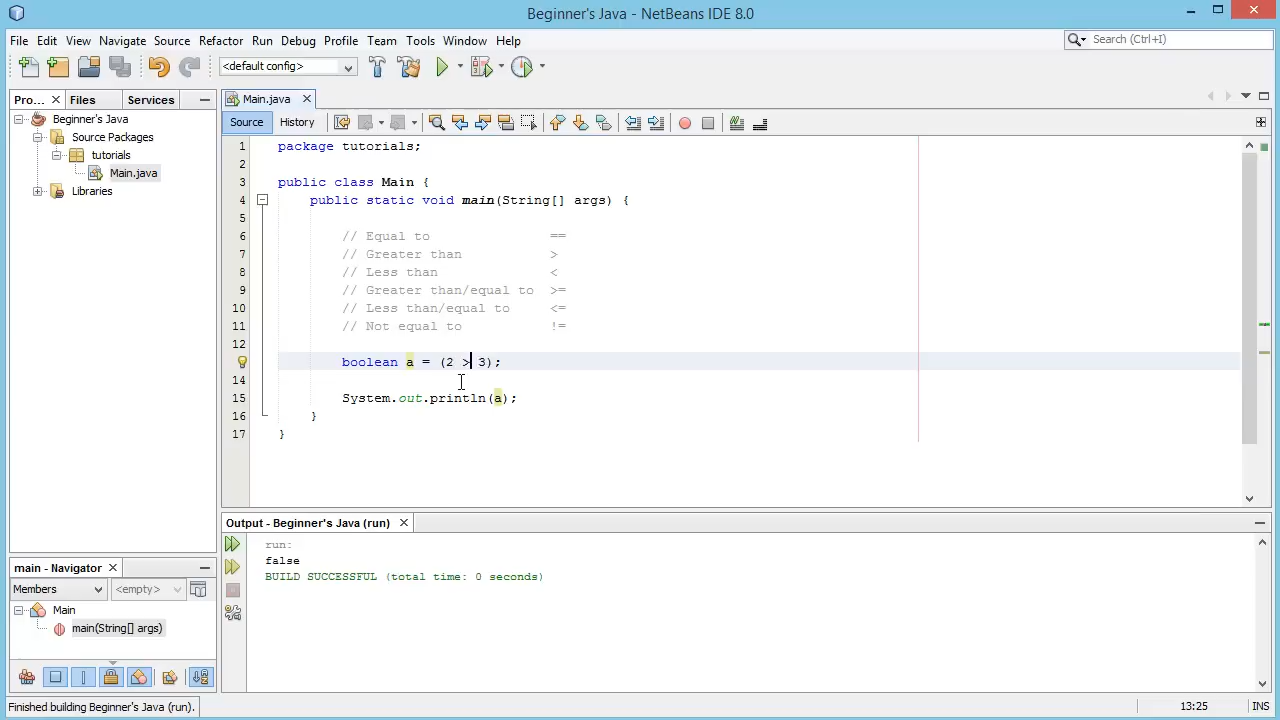 Beginner's Java - NetBeans IDE 8.0
File Edit View Navigate Source Refactor Run Debug Profile Team Tools Window Help
Search (Ctrl+I)
<default config>
Pro... Files Services
Beginner's Java
Source Packages
tutorials
Main.java
Libraries
Main.java
Source History
1 package tutorials;
2
3 public class Main {
4 public static void main(String[] args) {
5
6 // Equal to ==
7 // Greater than >
8 // Less than <
9 // Greater than/equal to >=
10 // Less than/equal to <=
11 // Not equal to !=
12
boolean a = (2 > 3);
14
15 System.out.println(a);
16 }
17 }
Output - Beginner's Java (run)
run:
false
BUILD SUCCESSFUL (total time: 0 seconds)
main - Navigator
Members <empty>
Main
main(String[] args)
Finished building Beginner's Java (run).
13:25 INS